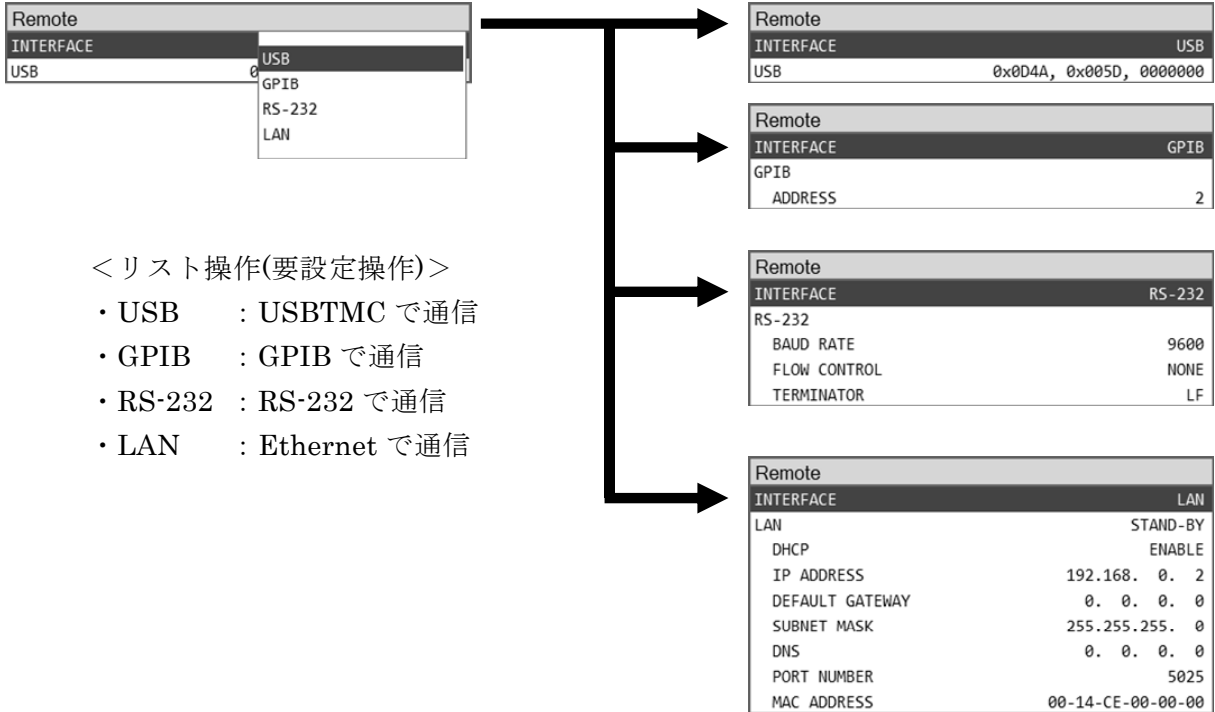 Remote
INTERFACE
USB 0
USB
GPIB
RS-232
LAN
＜リスト操作(要設定操作)＞
・USB : USBTMC で通信
・GPIB : GPIB で通信
・RS-232 : RS-232 で通信
・LAN : Ethernet で通信
Remote
INTERFACE USB
USB 0x0D4A, 0x005D, 0000000
Remote
INTERFACE GPIB
GPIB
ADDRESS 2
Remote
INTERFACE RS-232
RS-232
BAUD RATE 9600
FLOW CONTROL NONE
TERMINATOR LF
Remote
INTERFACE LAN
LAN STAND-BY
DHCP ENABLE
IP ADDRESS 192.168. 0. 2
DEFAULT GATEWAY 0. 0. 0. 0
SUBNET MASK 255.255.255. 0
DNS 0. 0. 0. 0
PORT NUMBER 5025
MAC ADDRESS 00-14-CE-00-00-00